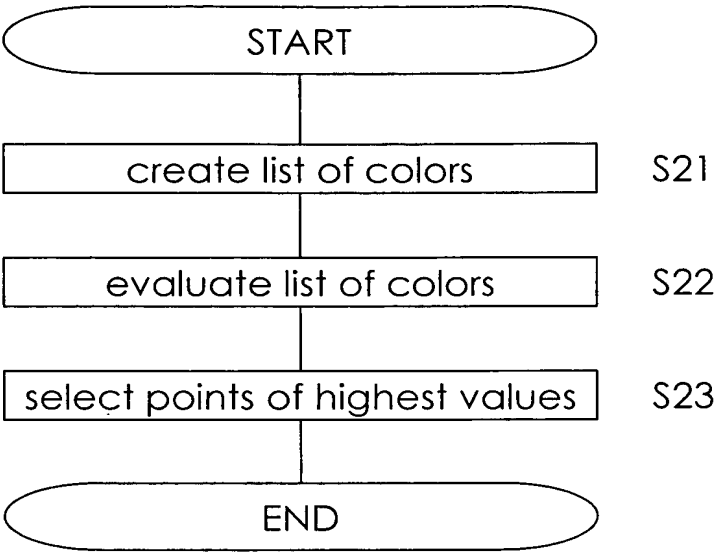 START
create list of colors S21
evaluate list of colors S22
select points of highest values S23
END